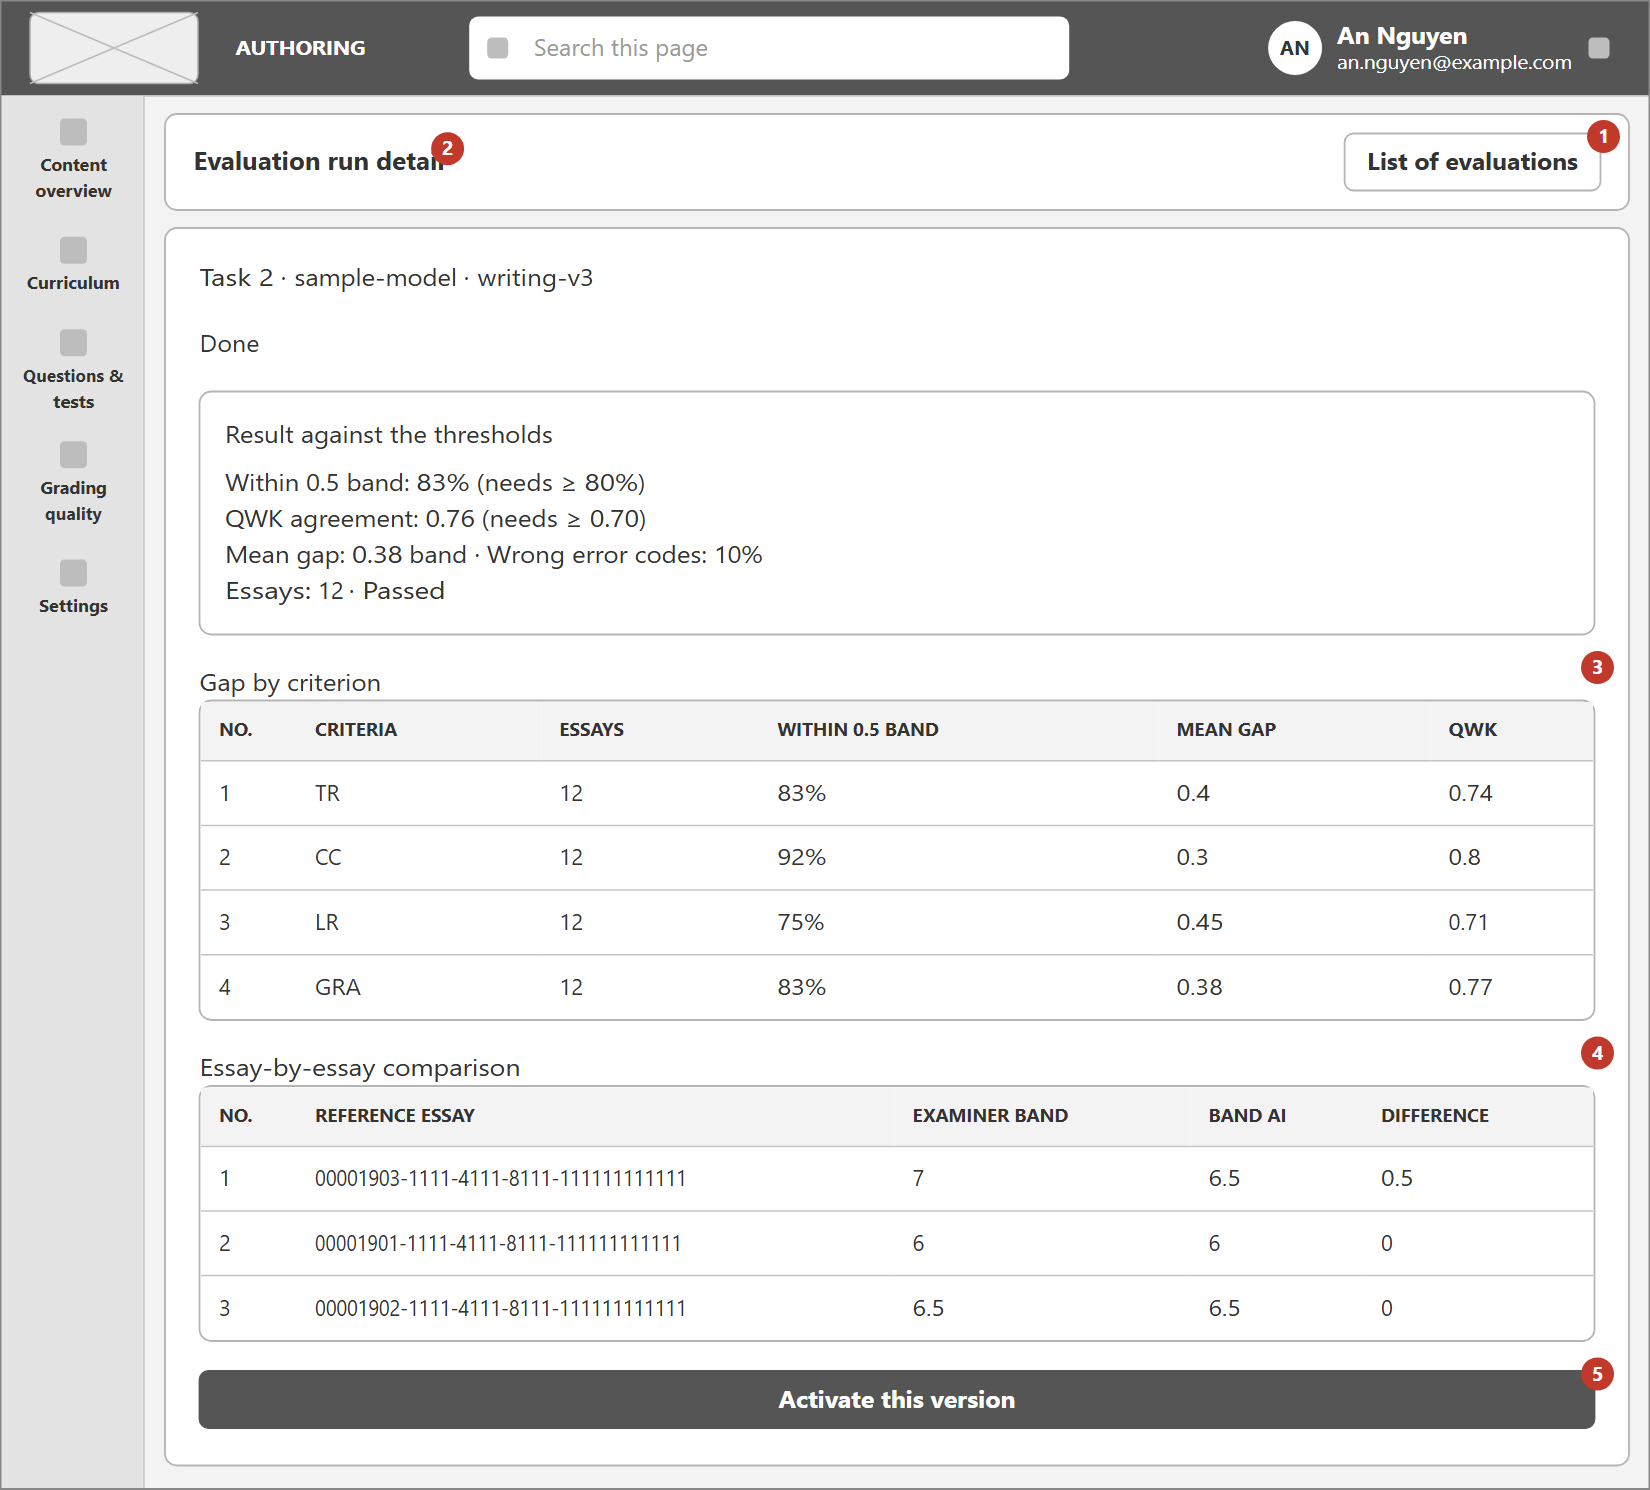 AUTHORING
Search this page
AN
An Nguyen
an.nguyen@example.com
Content
overview
Curriculum
Questions &
tests
Grading
quality
Settings
Evaluation run detail
2
List of evaluations
1
Task 2 · sample-model · writing-v3
Done
Result against the thresholds
Within 0.5 band: 83% (needs ≥ 80%)
QWK agreement: 0.76 (needs ≥ 0.70)
Mean gap: 0.38 band · Wrong error codes: 10%
Essays: 12 · Passed
Gap by criterion
3
NO. CRITERIA ESSAYS WITHIN 0.5 BAND MEAN GAP QWK
1 TR 12 83% 0.4 0.74
2 CC 12 92% 0.3 0.8
3 LR 12 75% 0.45 0.71
4 GRA 12 83% 0.38 0.77
Essay-by-essay comparison
4
NO. REFERENCE ESSAY EXAMINER BAND BAND AI DIFFERENCE
1 00001903-1111-4111-8111-111111111111 7 6.5 0.5
2 00001901-1111-4111-8111-111111111111 6 6 0
3 00001902-1111-4111-8111-111111111111 6.5 6.5 0
Activate this version
5